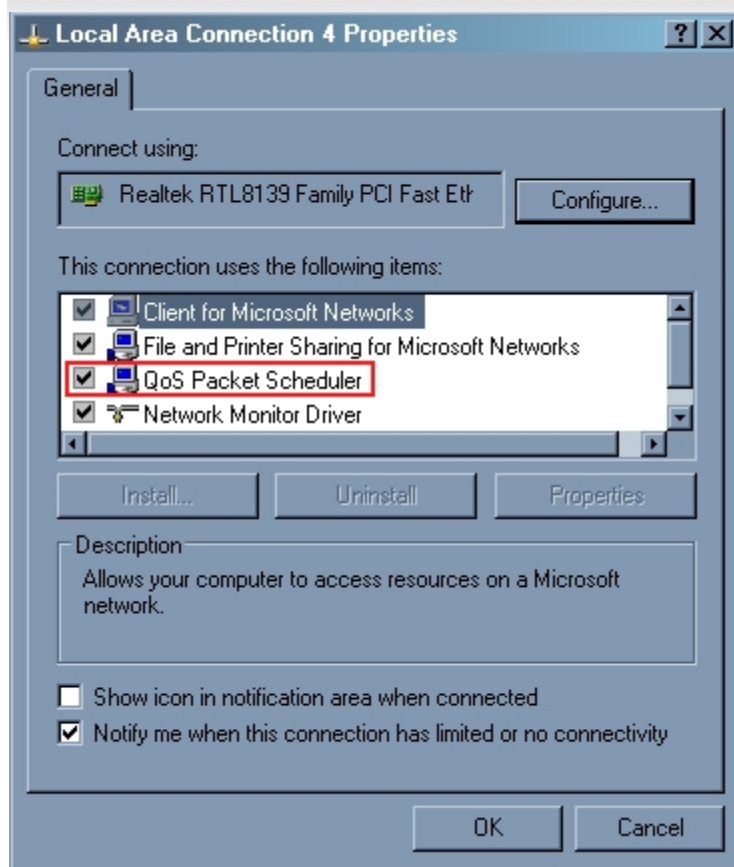 Local Area Connection 4 Properties
General
Connect using:
Realtek RTL8139 Family PCI Fast Eth
Configure...
This connection uses the following items:
Client for Microsoft Networks
File and Printer Sharing for Microsoft Networks
QoS Packet Scheduler
Network Monitor Driver
Install...
Uninstall
Properties
Description
Allows your computer to access resources on a Microsoft
network.
Show icon in notification area when connected
Notify me when this connection has limited or no connectivity
OK
Cancel